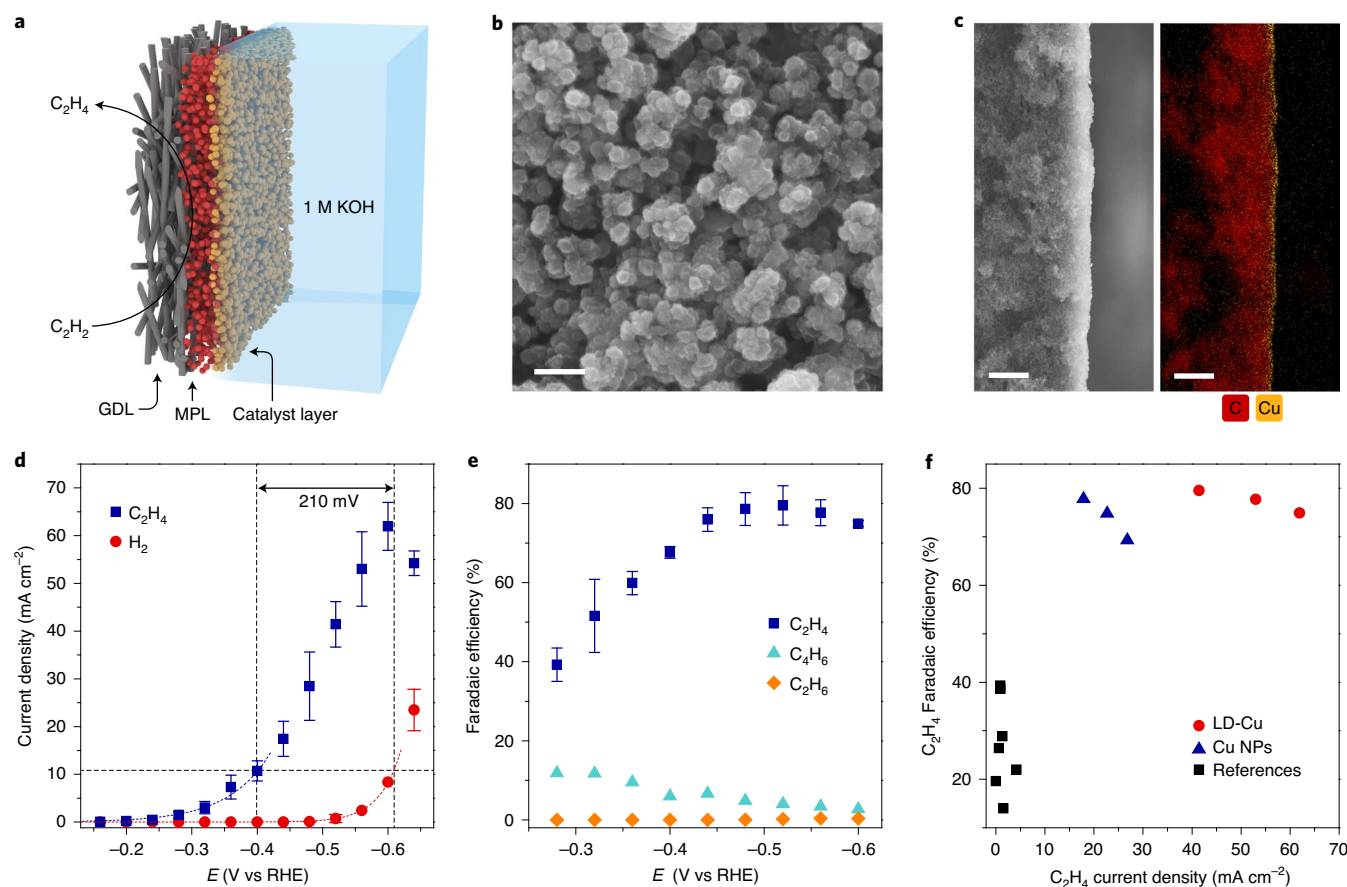 a
C₂H₄
C₂H₂
1 M KOH
GDL
MPL
Catalyst layer
b
c
C
Cu
d
210 mV
C₂H₄
H₂
Current density (mA cm⁻²)
70
60
50
40
30
20
10
0
−0.2
−0.3
−0.4
−0.5
−0.6
E (V vs RHE)
e
Faradaic efficiency (%)
80
60
40
20
0
C₂H₄
C₄H₆
C₂H₆
−0.3
−0.4
−0.5
−0.6
E (V vs RHE)
f
C₂H₄ Faradaic efficiency (%)
80
60
40
20
LD-Cu
Cu NPs
References
0
10
20
30
40
50
60
70
C₂H₄ current density (mA cm⁻²)